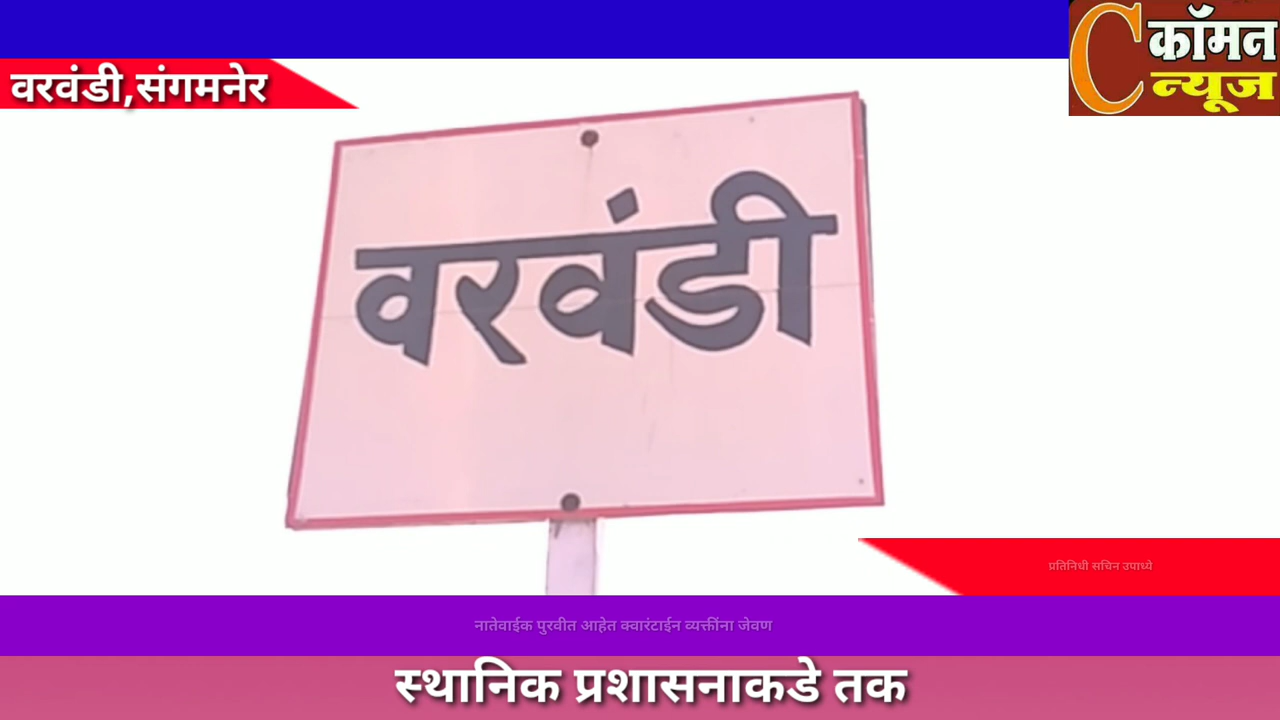 कॉमन
न्यूज
वरवंडी,संगमनेर
वरवंडी
प्रतिनिधी सचिन उपाध्ये
नातेवाईक पुरवीत आहेत क्वारंटाईन व्यक्तींना जेवण
स्थानिक प्रशासनाकडे तक